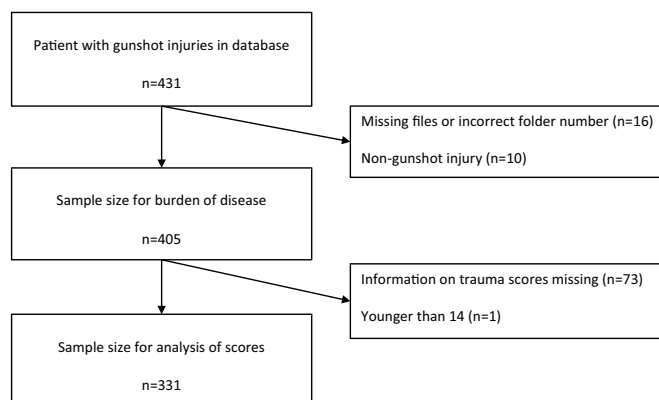 Patient with gunshot injuries in database
n=431
Missing files or incorrect folder number (n=16)
Non-gunshot injury (n=10)
Sample size for burden of disease
n=405
Information on trauma scores missing (n=73)
Younger than 14 (n=1)
Sample size for analysis of scores
n=331